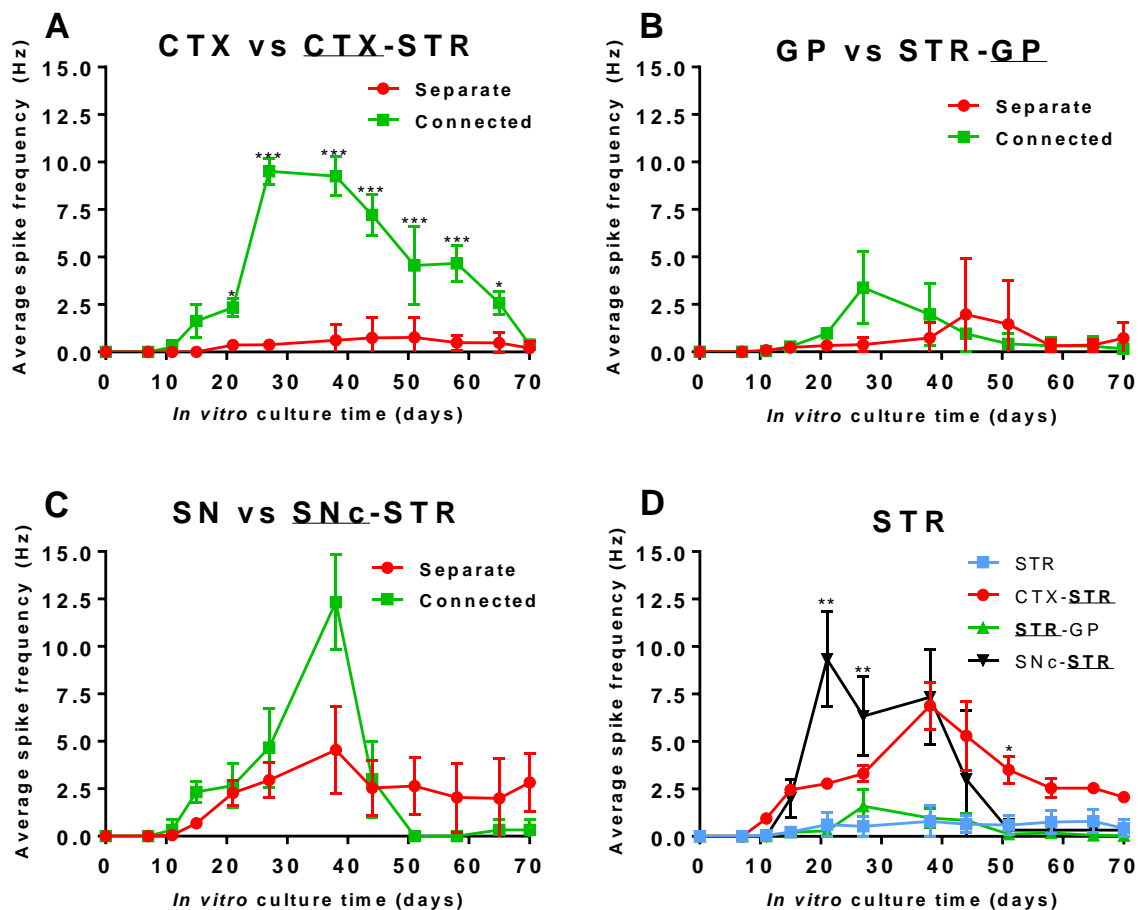 A
CTX vs CTX-STR
Average spike frequency (Hz)
15.0
12.5
10.0
7.5
5.0
2.5
0.0
Separate
Connected
*
***
***
***
***
***
*
0 10 20 30 40 50 60 70
In vitro culture time (days)
B
GP vs STR-GP
Average spike frequency (Hz)
15.0
12.5
10.0
7.5
5.0
2.5
0.0
Separate
Connected
0 10 20 30 40 50 60 70
In vitro culture time (days)
C
SN vs SNc-STR
Average spike frequency (Hz)
15.0
12.5
10.0
7.5
5.0
2.5
0.0
Separate
Connected
0 10 20 30 40 50 60 70
In vitro culture time (days)
D
STR
Average spike frequency (Hz)
15.0
12.5
10.0
7.5
5.0
2.5
0.0
STR
CTX-STR
STR-GP
SNc-STR
**
**
*
0 10 20 30 40 50 60 70
In vitro culture time (days)